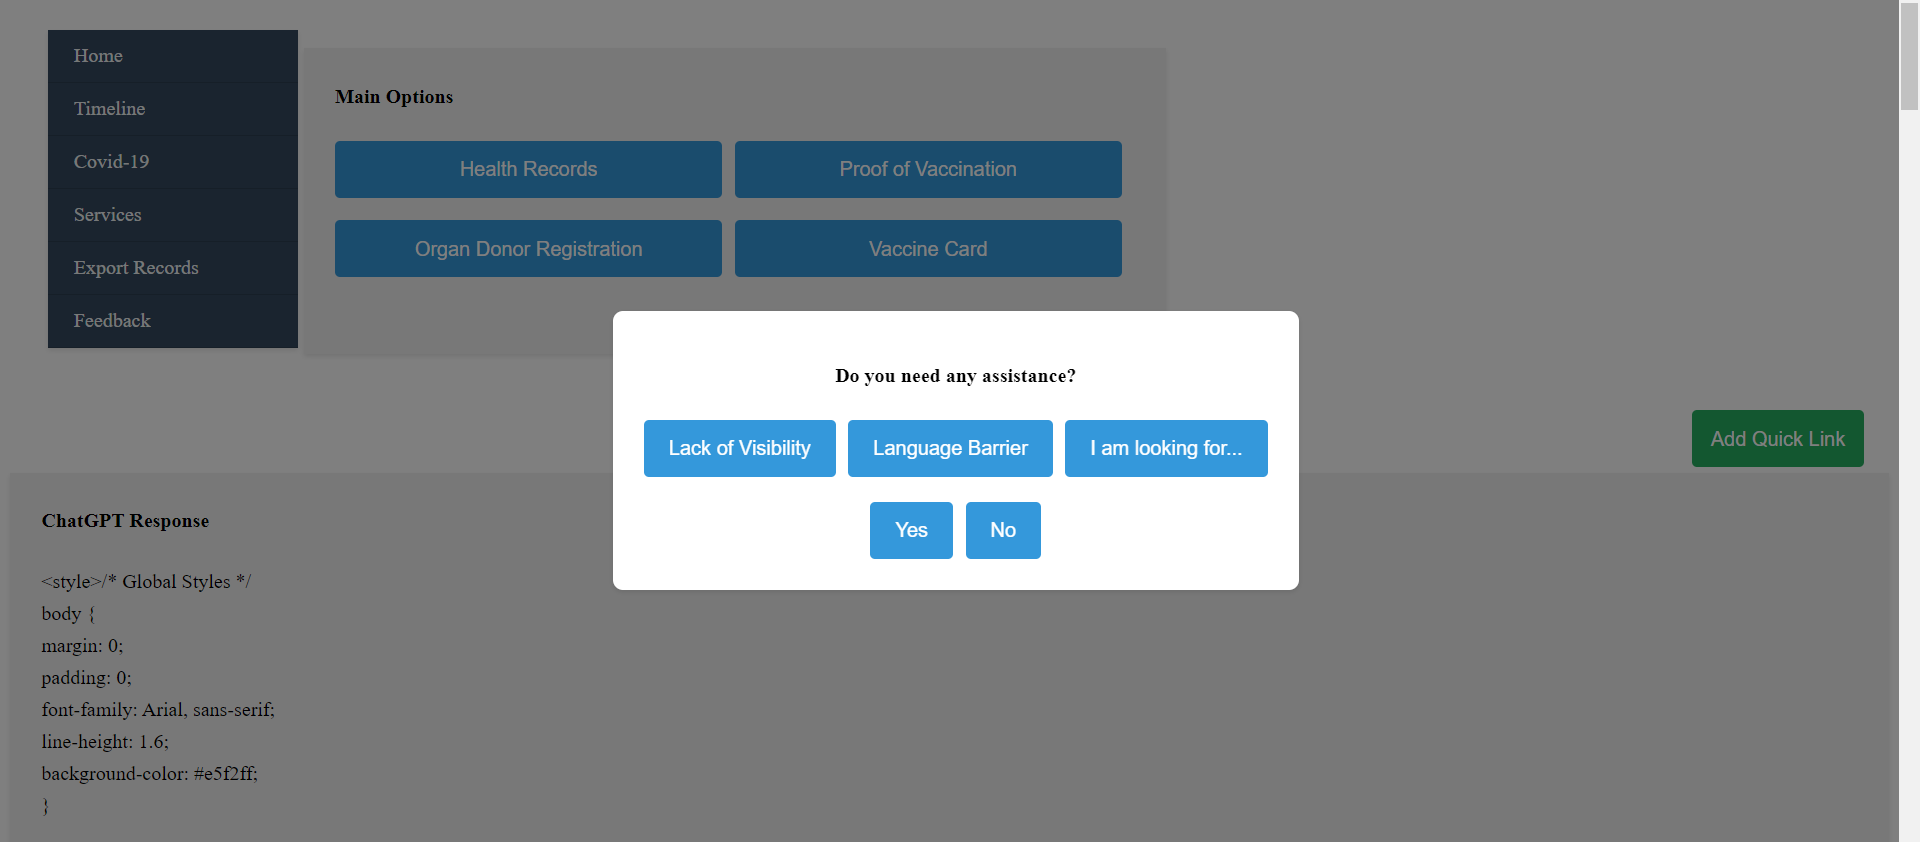 Home
Timeline
Covid-19
Services
Export Records
Feedback
Main Options
Health Records
Proof of Vaccination
Organ Donor Registration
Vaccine Card
Do you need any assistance?
Lack of Visibility
Language Barrier
I am looking for...
Yes
No
Add Quick Link
ChatGPT Response
<style>/* Global Styles */
body {
margin: 0;
padding: 0;
font-family: Arial, sans-serif;
line-height: 1.6;
background-color: #e5f2ff;
}